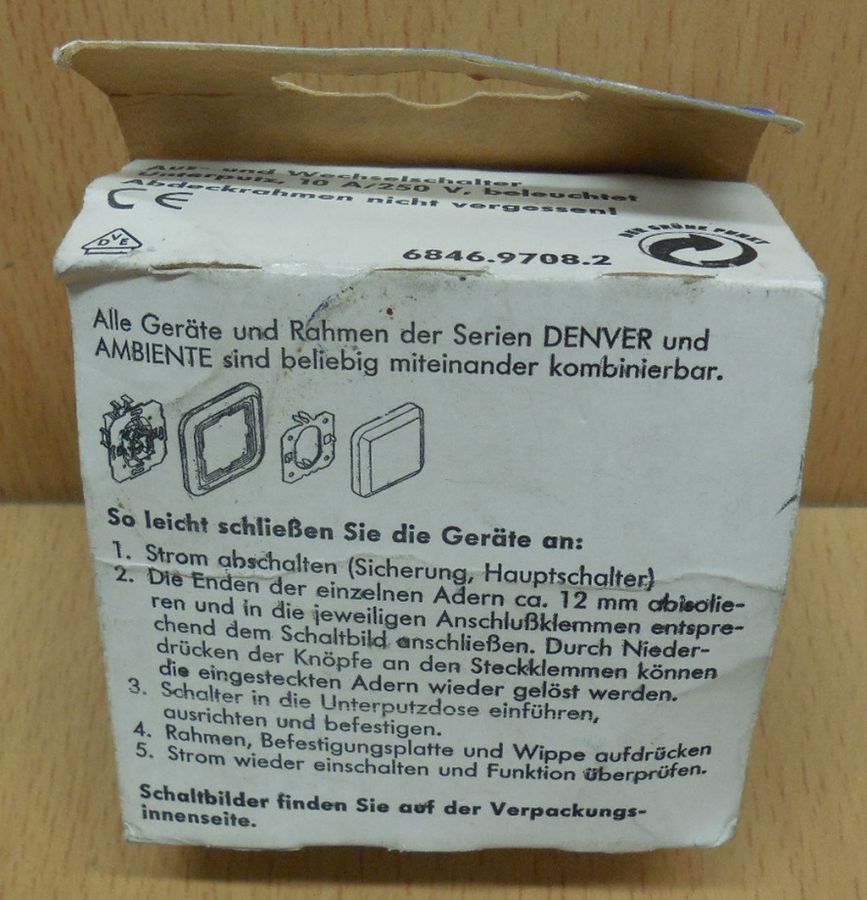 Aus- und Wechselschalter
Unterputz, 10 A/250 V, beleuchtet
Abdeckrahmen nicht vergessen!
CE
DVE
6846.9708.2
DER GRÜNE PUNKT
Alle Geräte und Rahmen der Serien DENVER und
AMBIENTE sind beliebig miteinander kombinierbar.
So leicht schließen Sie die Geräte an:
1. Strom abschalten (Sicherung, Hauptschalter)
2. Die Enden der einzelnen Adern ca. 12 mm abisolie-
ren und in die jeweiligen Anschlußklemmen entspre-
chend dem Schaltbild anschließen. Durch Nieder-
drücken der Knöpfe an den Steckklemmen können
die eingesteckten Adern wieder gelöst werden.
3. Schalter in die Unterputzdose einführen,
ausrichten und befestigen.
4. Rahmen, Befestigungsplatte und Wippe aufdrücken
5. Strom wieder einschalten und Funktion überprüfen.
Schaltbilder finden Sie auf der Verpackungs-
innenseite.